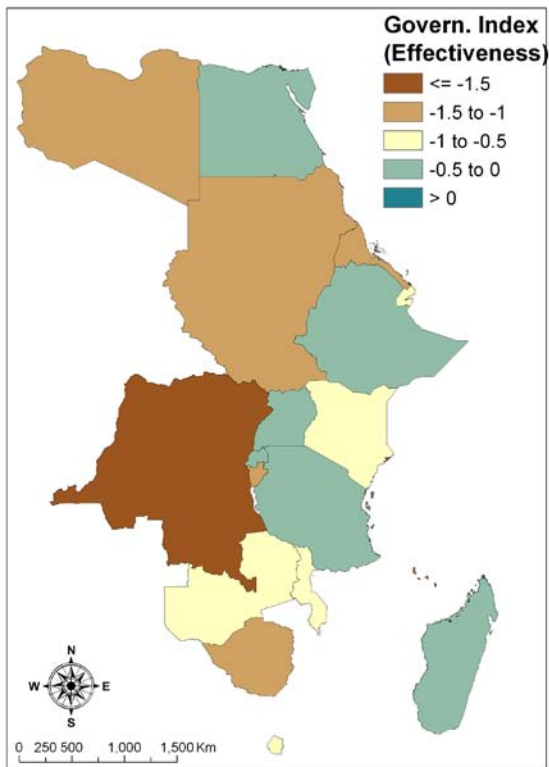 Govern. Index
(Effectiveness)
<= -1.5
-1.5 to -1
-1 to -0.5
-0.5 to 0
> 0
N
W E
S
0 250 500 1,000 1,500 Km